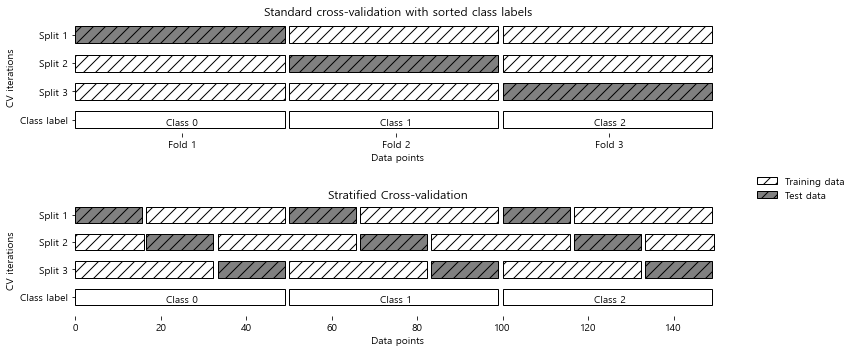 Standard cross-validation with sorted class labels
CV iterations
Split 1
Split 2
Split 3
Class label
Class 0 Class 1 Class 2
Fold 1 Fold 2 Fold 3
Data points
Training data
Test data
Stratified Cross-validation
CV iterations
Split 1
Split 2
Split 3
Class label
Class 0 Class 1 Class 2
0 20 40 60 80 100 120 140
Data points